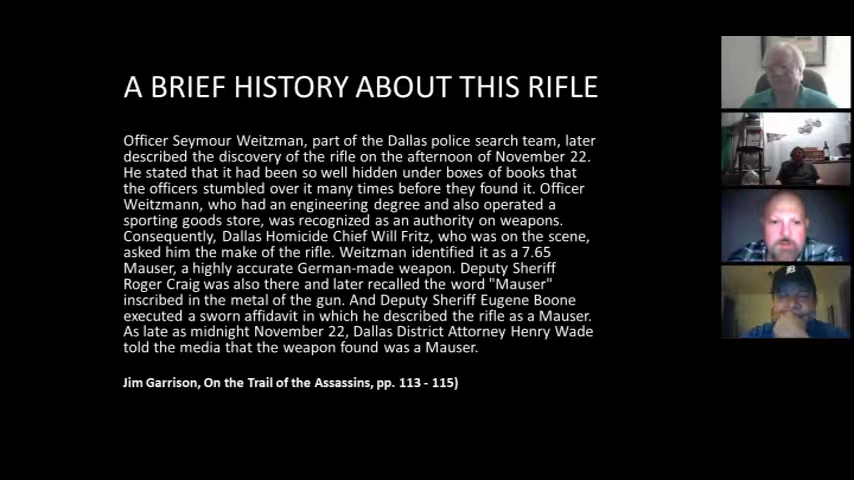 A BRIEF HISTORY ABOUT THIS RIFLE
Officer Seymour Weitzman, part of the Dallas police search team, later
described the discovery of the rifle on the afternoon of November 22.
He stated that it had been so well hidden under boxes of books that
the officers stumbled over it many times before they found it. Officer
Weitzmann, who had an engineering degree and also operated a
sporting goods store, was recognized as an authority on weapons.
Consequently, Dallas Homicide Chief Will Fritz, who was on the scene,
asked him the make of the rifle. Weitzman identified it as a 7.65
Mauser, a highly accurate German-made weapon. Deputy Sheriff
Roger Craig was also there and later recalled the word "Mauser"
inscribed in the metal of the gun. And Deputy Sheriff Eugene Boone
executed a sworn affidavit in which he described the rifle as a Mauser.
As late as midnight November 22, Dallas District Attorney Henry Wade
told the media that the weapon found was a Mauser.
Jim Garrison, On the Trail of the Assassins, pp. 113 - 115)